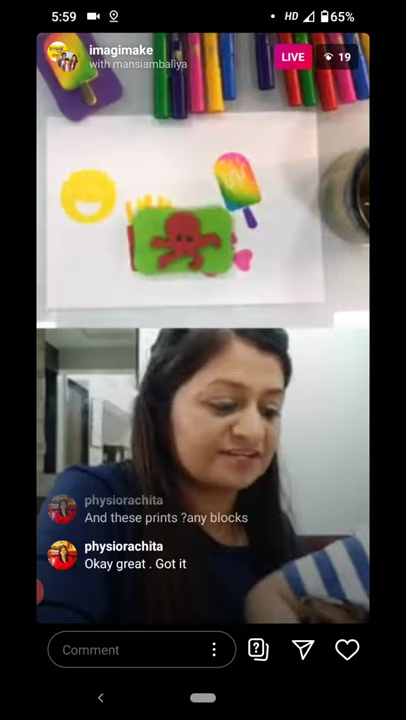 5:59
HD
65%
imagimake
with mansiambaliya
LIVE
19
physiorachita
And these prints ?any blocks
physiorachita
Okay great . Got it
Comment